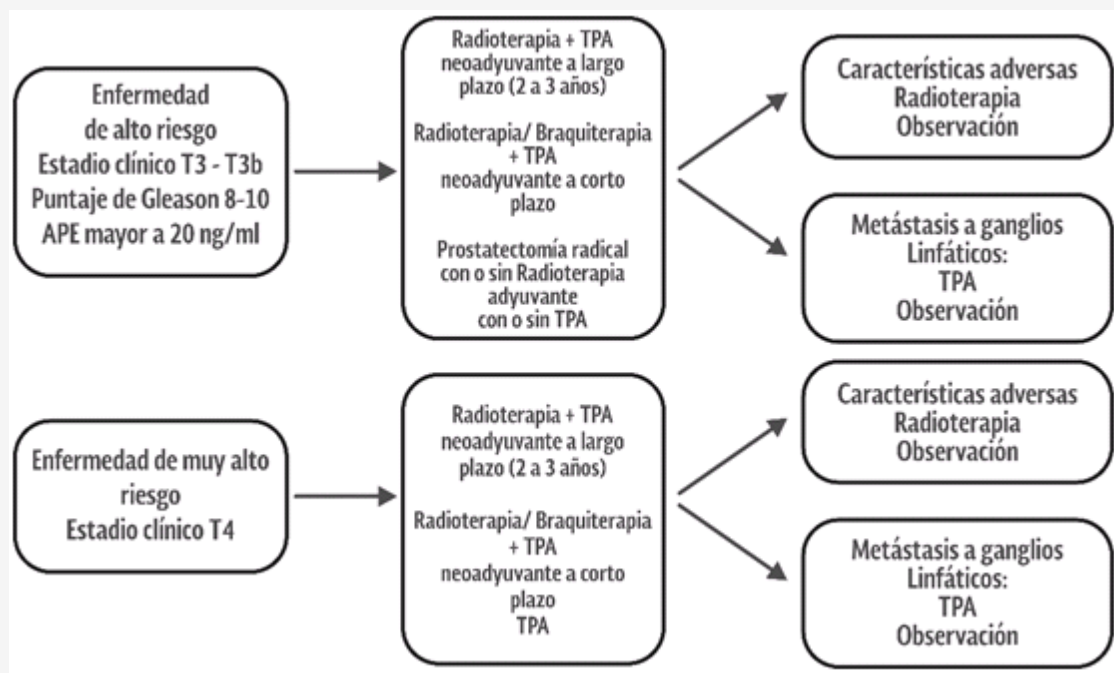 Enfermedad
de alto riesgo
Estadio clínico T3 - T3b
Puntaje de Gleason 8-10
APE mayor a 20 ng/ml
Radioterapia + TPA
neoadyuvante a largo
plazo (2 a 3 años)
Radioterapia/ Braquiterapia
+ TPA
neoadyuvante a corto
plazo
Prostatectomía radical
con o sin Radioterapia
adyuvante
con o sin TPA
Características adversas
Radioterapia
Observación
Metástasis a ganglios
Linfáticos:
TPA
Observación
Enfermedad de muy alto
riesgo
Estadio clínico T4
Radioterapia + TPA
neoadyuvante a largo
plazo (2 a 3 años)
Radioterapia/ Braquiterapia
+ TPA
neoadyuvante a corto
plazo
TPA
Características adversas
Radioterapia
Observación
Metástasis a ganglios
Linfáticos:
TPA
Observación